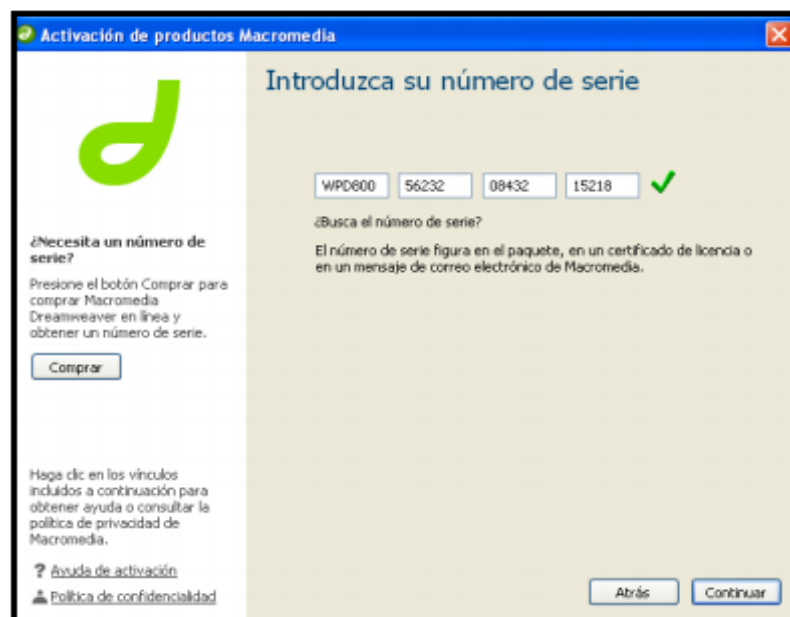 Activación de productos Macromedia
Introduzca su número de serie
WPD800 56232 08432 15218
¿Busca el número de serie?
El número de serie figura en el paquete, en un certificado de licencia o
en un mensaje de correo electrónico de Macromedia.
¿Necesita un número de
serie?
Presione el botón Comprar para
comprar Macromedia
Dreamweaver en línea y
obtener un número de serie.
Comprar
Haga clic en los vínculos
incluidos a continuación para
obtener ayuda o consultar la
política de privacidad de
Macromedia.
? Ayuda de activación
Política de confidencialidad
Atrás Continuar